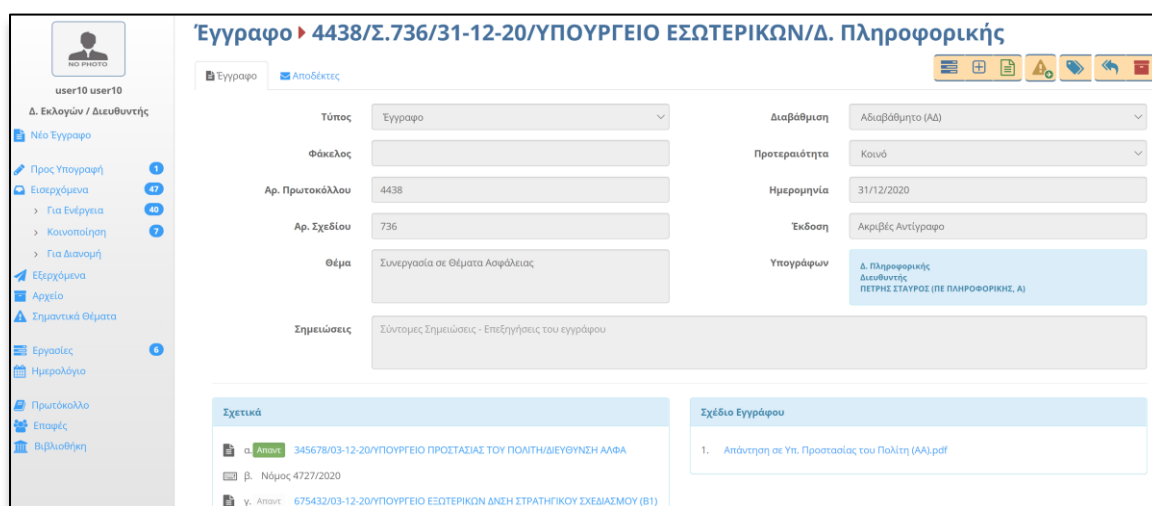 NO PHOTO
user10 user10
Δ. Εκλογών / Διευθυντής
Νέο Έγγραφο
Προς Υπογραφή 1
Εισερχόμενα 47
> Για Ενέργεια 40
> Κοινοποίηση 7
> Για Διανομή
Εξερχόμενα
Αρχείο
Σημαντικά Θέματα
Εργασίες 6
Ημερολόγιο
Πρωτόκολλο
Επαφές
Βιβλιοθήκη
Έγγραφο 4438/Σ.736/31-12-20/ΥΠΟΥΡΓΕΙΟ ΕΣΩΤΕΡΙΚΩΝ/Δ. Πληροφορικής
Έγγραφο Αποδέκτες
Τύπος Έγγραφο Διαβάθμιση Αδιαβάθμητο (ΑΔ)
Φάκελος Προτεραιότητα Κοινό
Αρ. Πρωτοκόλλου 4438 Ημερομηνία 31/12/2020
Αρ. Σχεδίου 736 Έκδοση Ακριβές Αντίγραφο
Θέμα Συνεργασία σε Θέματα Ασφάλειας Υπογράφων
Δ. Πληροφορικής
Διευθυντής
ΠΕΤΡΗΣ ΣΤΑΥΡΟΣ (ΠΕ ΠΛΗΡΟΦΟΡΙΚΗΣ, Α)
Σημειώσεις Σύντομες Σημειώσεις - Επεξηγήσεις του εγγράφου
Σχετικά
α. Απαντ 345678/03-12-20/ΥΠΟΥΡΓΕΙΟ ΠΡΟΣΤΑΣΙΑΣ ΤΟΥ ΠΟΛΙΤΗ/ΔΙΕΥΘΥΝΣΗ ΑΛΦΑ
β. Νόμος 4727/2020
γ. Απαντ 675432/03-12-20/ΥΠΟΥΡΓΕΙΟ ΕΞΩΤΕΡΙΚΩΝ ΔΝΣΗ ΣΤΡΑΤΗΓΙΚΟΥ ΣΧΕΔΙΑΣΜΟΥ (Β1)
Σχέδιο Εγγράφου
1. Απάντηση σε Υπ. Προστασίας του Πολίτη (ΑΑ).pdf